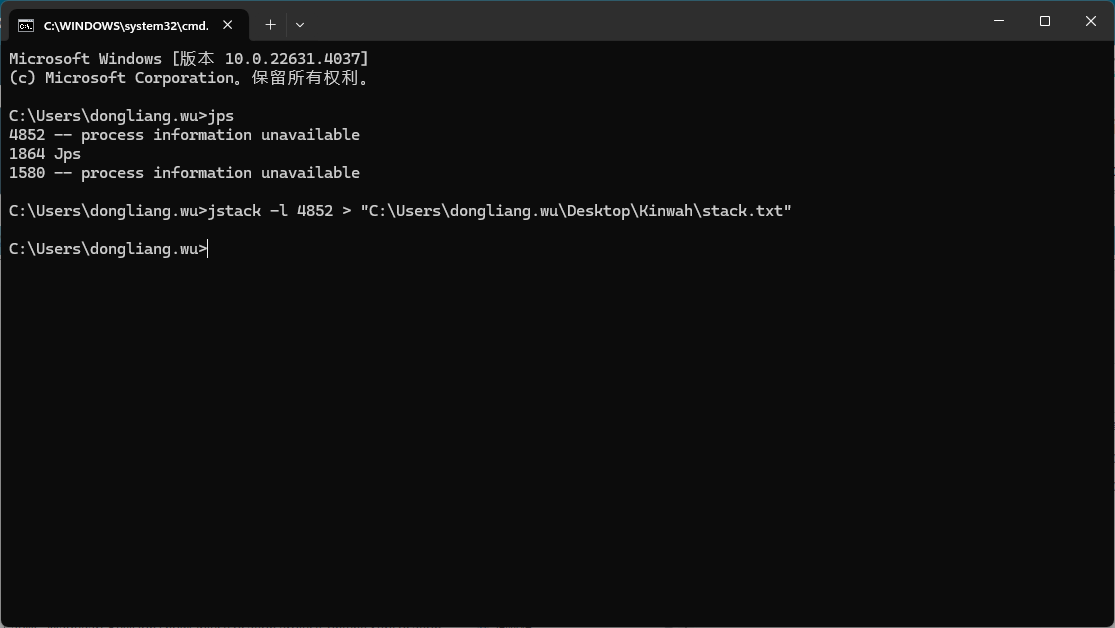 C:\WINDOWS\system32\cmd.
Microsoft Windows [版本 10.0.22631.4037]
(c) Microsoft Corporation。保留所有权利。
C:\Users\dongliang.wu>jps
4852 -- process information unavailable
1864 Jps
1580 -- process information unavailable
C:\Users\dongliang.wu>jstack -l 4852 > "C:\Users\dongliang.wu\Desktop\Kinwah\stack.txt"
C:\Users\dongliang.wu>